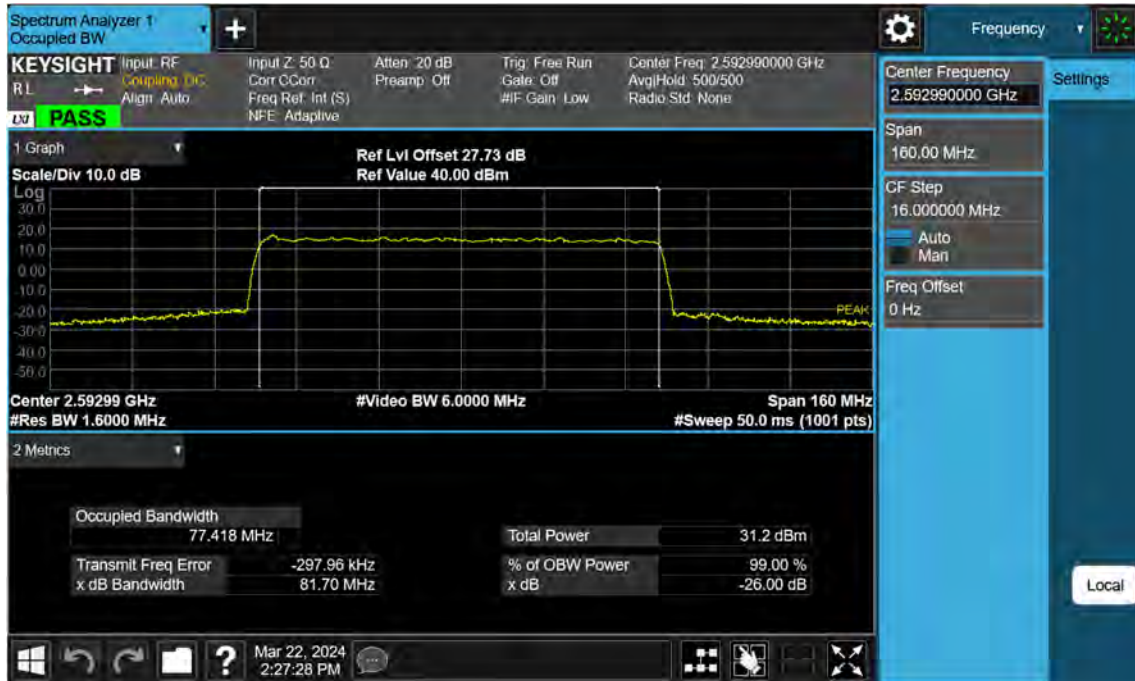 Spectrum Analyzer 1
Occupied BW
+
Frequency
KEYSIGHT
R L
LXI
PASS
Input: RF
Coupling: DC
Align: Auto
Input Z: 50 Ω
Corr CCorr
Freq Ref: Int (S)
NFE: Adaptive
Atten: 20 dB
Preamp: Off
Trig: Free Run
Gate: Off
#IF Gain: Low
Center Freq: 2.592990000 GHz
Avg|Hold: 500/500
Radio Std: None
Center Frequency
2.592990000 GHz
Settings
Span
160.00 MHz
CF Step
16.000000 MHz
Auto
Man
Freq Offset
0 Hz
1 Graph
Scale/Div 10.0 dB
Ref Lvl Offset 27.73 dB
Ref Value 40.00 dBm
Log
30.0
20.0
10.0
0.00
-10.0
-20.0
-30.0
-40.0
-50.0
PEAK
Center 2.59299 GHz
#Res BW 1.6000 MHz
#Video BW 6.0000 MHz
Span 160 MHz
#Sweep 50.0 ms (1001 pts)
2 Metrics
Occupied Bandwidth
77.418 MHz
Total Power 31.2 dBm
Transmit Freq Error -297.96 kHz
% of OBW Power 99.00 %
x dB Bandwidth 81.70 MHz
x dB -26.00 dB
Local
?
Mar 22, 2024
2:27:28 PM